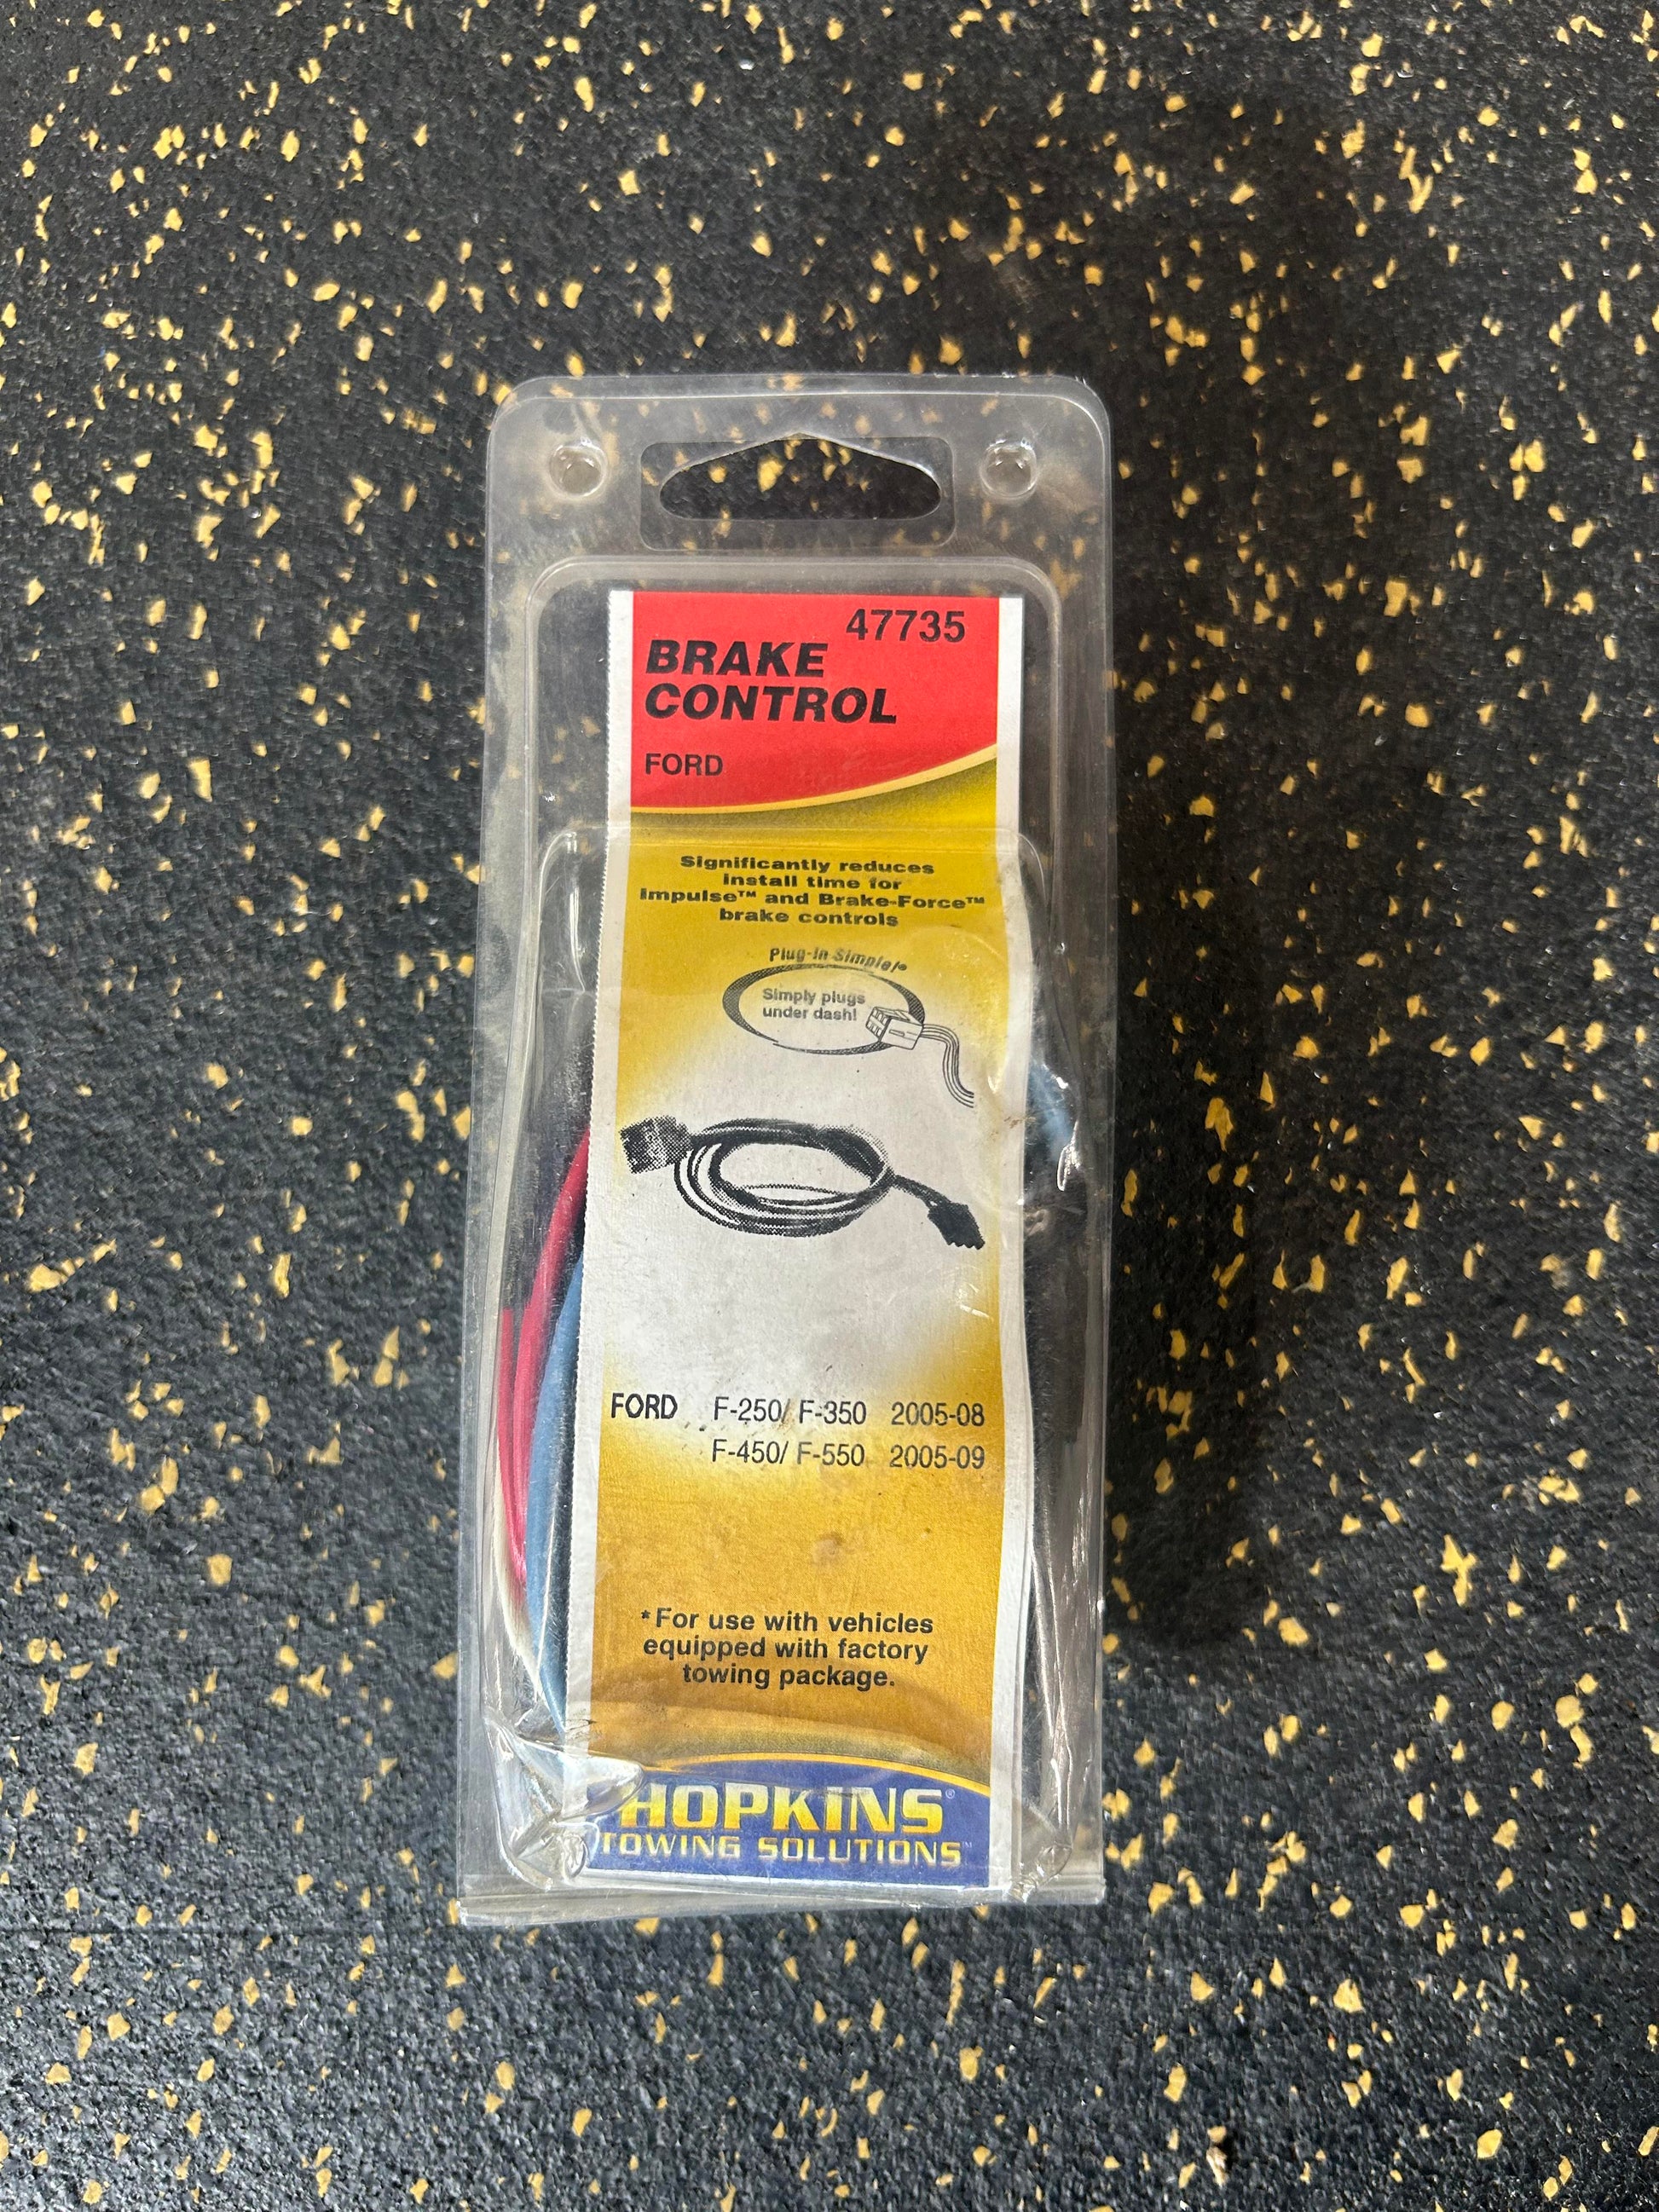 47735
BRAKE
CONTROL
FORD
Significantly reduces
install time for
Impulse™ and Brake-Force™
brake controls
Plug-In Simple!®
Simply plugs
under dash!
FORD F-250/ F-350 2005-08
F-450/ F-550 2005-09
*For use with vehicles
equipped with factory
towing package.
HOPKINS®
TOWING SOLUTIONS™